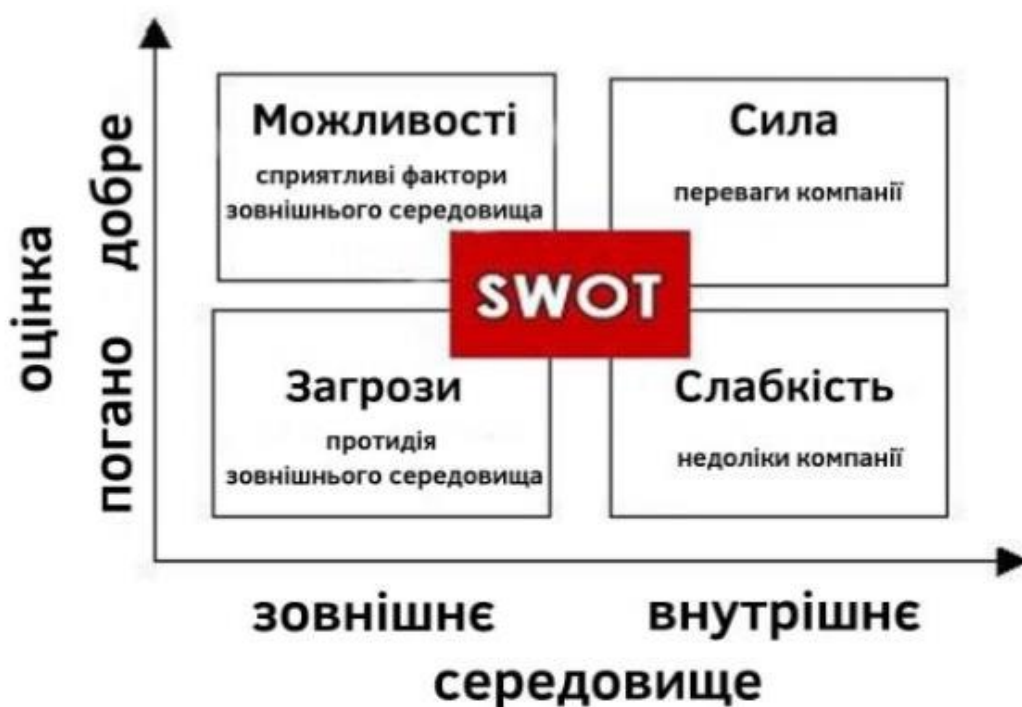 оцінка
погано добре
Можливості
сприятливі фактори
зовнішнього середовища
Сила
переваги компанії
SWOT
Загрози
протидія
зовнішнього середовища
Слабкість
недоліки компанії
зовнішнє внутрішнє
середовище